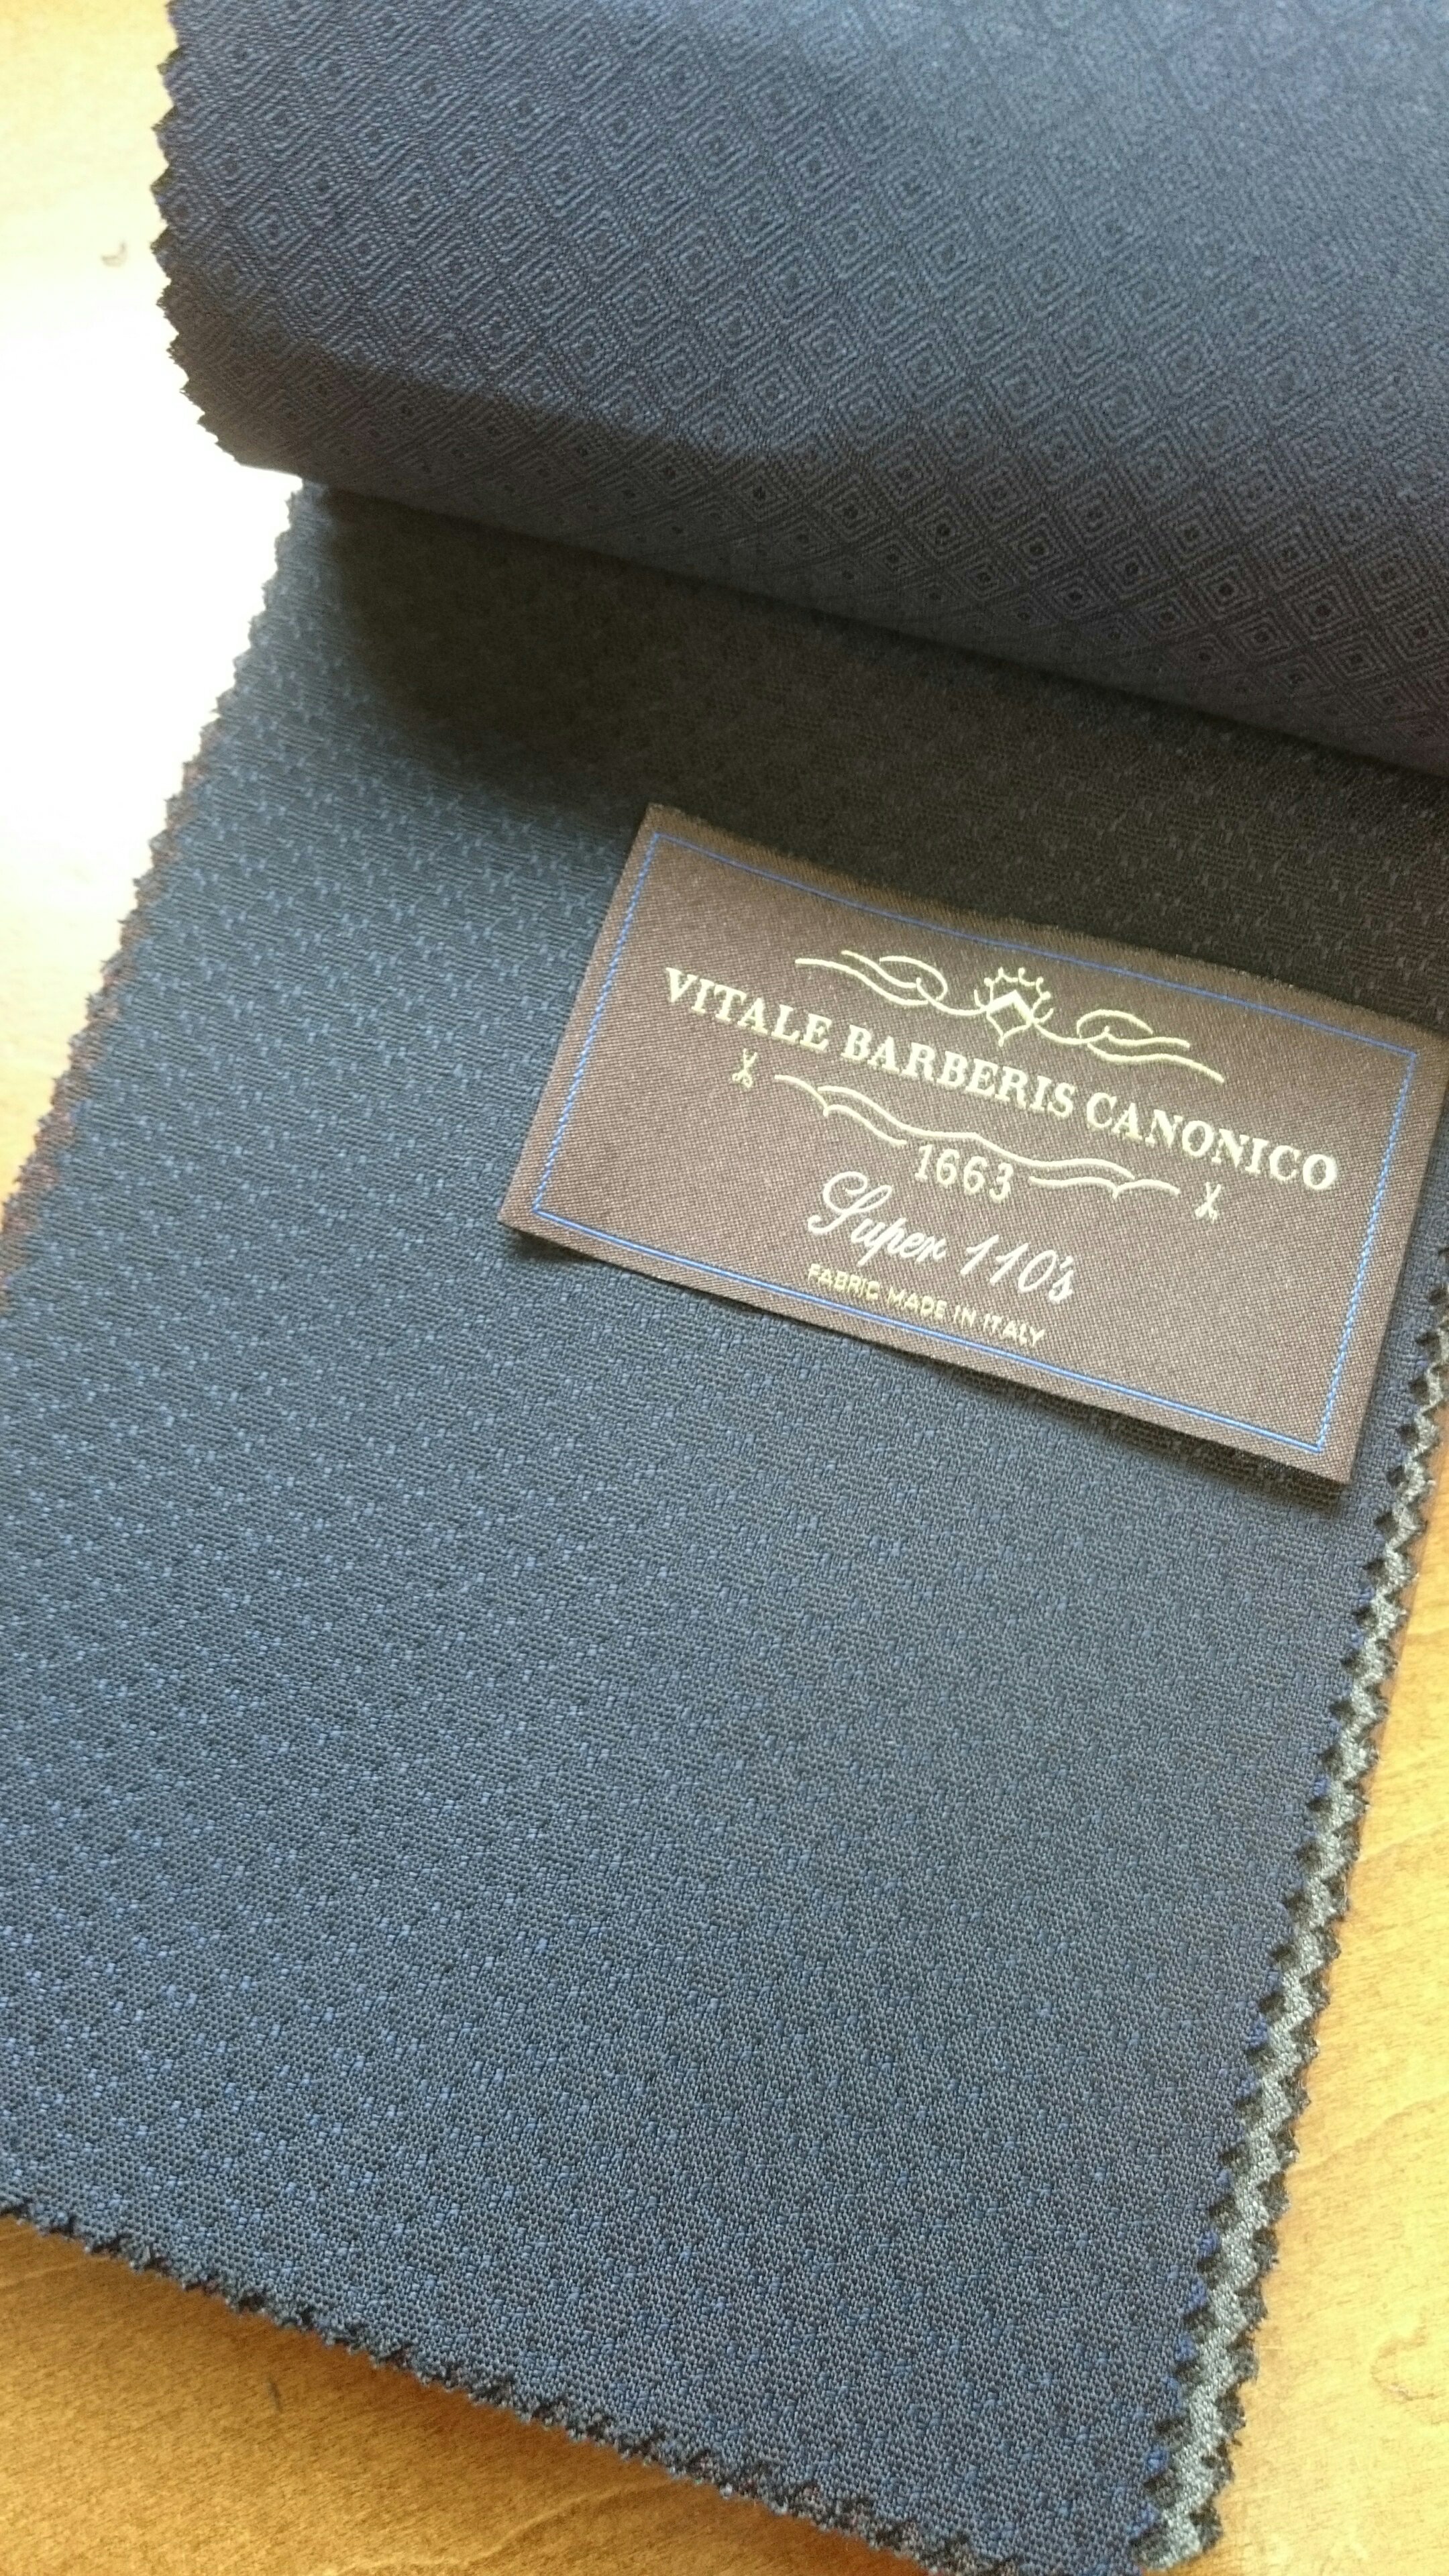 VITALE BARBERIS CANONICO
1663
Super 110's
FABRIC MADE IN ITALY